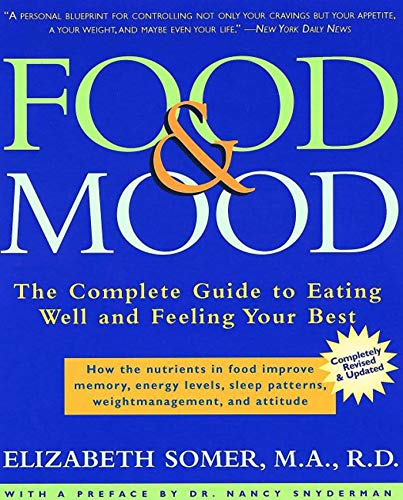 "A PERSONAL BLUEPRINT FOR CONTROLLING NOT ONLY YOUR CRAVINGS BUT YOUR APPETITE,
A YOUR WEIGHT, AND MAYBE EVEN YOUR LIFE." —NEW YORK DAILY NEWS
FOOD
&
MOOD
The Complete Guide to Eating
Well and Feeling Your Best
How the nutrients in food improve
memory, energy levels, sleep patterns,
weightmanagement, and attitude
Completely
Revised
& Updated
ELIZABETH SOMER, M.A., R.D.
WITH A PREFACE BY DR. NANCY SNYDERMAN